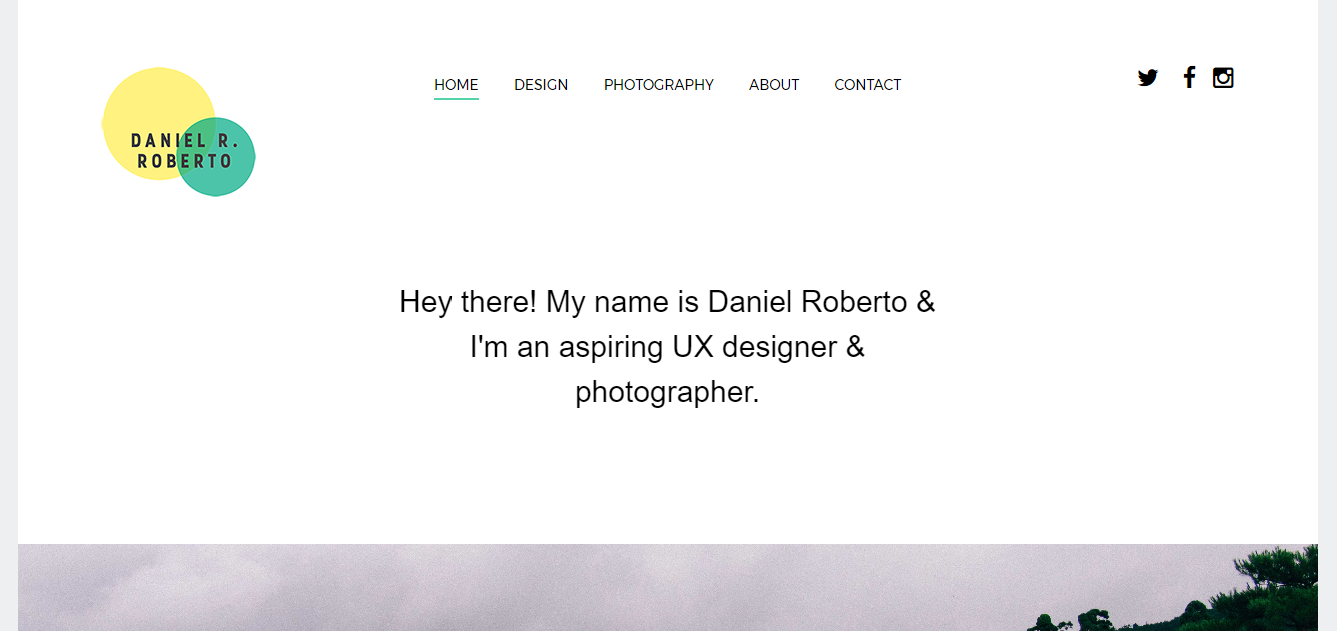 DANIEL R.
ROBERTO
HOME DESIGN PHOTOGRAPHY ABOUT CONTACT
Hey there! My name is Daniel Roberto &
I'm an aspiring UX designer &
photographer.